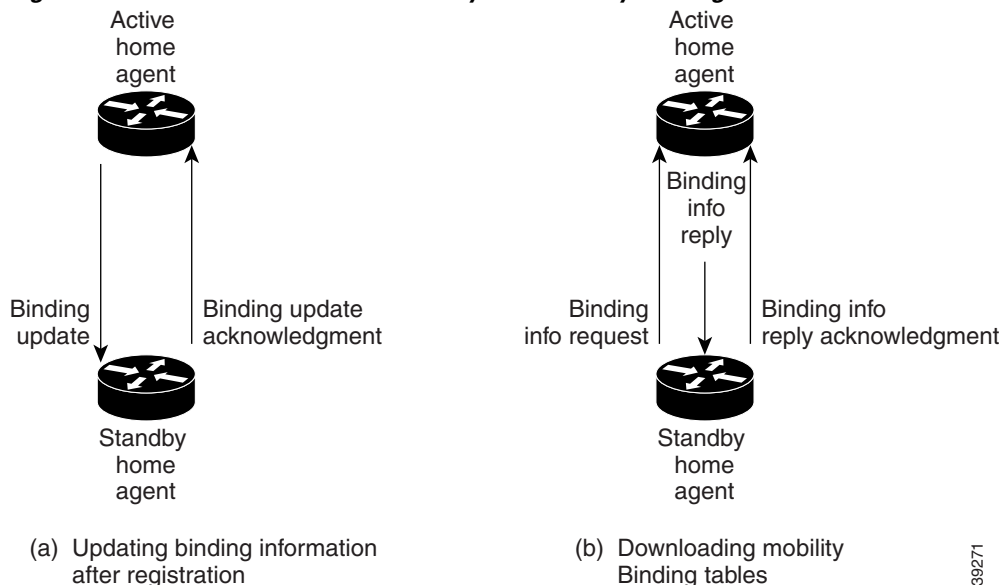 Active
home
agent
Binding
update
Binding update
acknowledgment
Standby
home
agent
(a) Updating binding information
after registration
Active
home
agent
Binding
info
reply
Binding
info request
Binding info
reply acknowledgment
Standby
home
agent
(b) Downloading mobility
Binding tables
39271